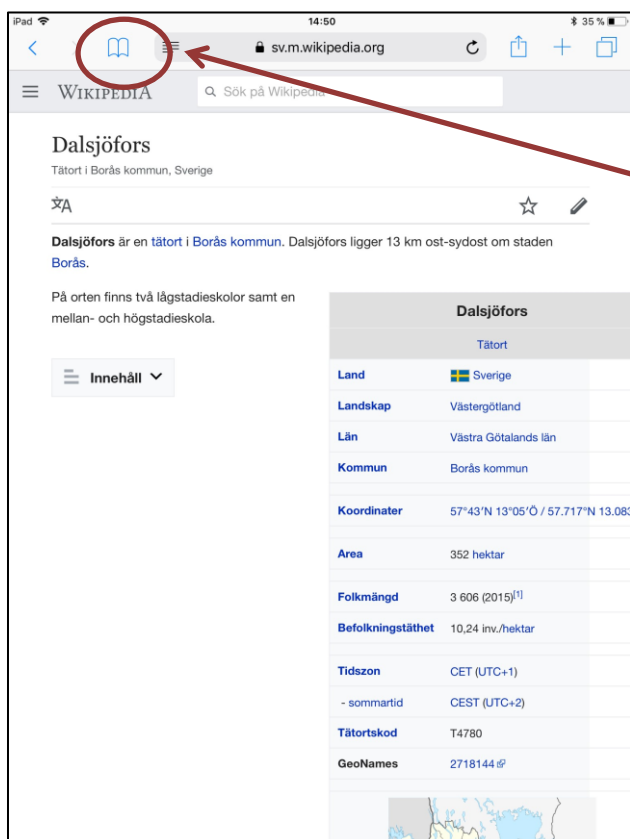 iPad 14:50 35 %
sv.m.wikipedia.org
WIKIPEDIA Sök på Wikipedia
Dalsjöfors
Tätort i Borås kommun, Sverige
Dalsjöfors är en tätort i Borås kommun. Dalsjöfors ligger 13 km ost-sydost om staden
Borås.
På orten finns två lågstadieskolor samt en
mellan- och högstadieskola.
Innehåll
Dalsjöfors
Tätort
Land Sverige
Landskap Västergötland
Län Västra Götalands län
Kommun Borås kommun
Koordinater 57°43′N 13°05′Ö / 57.717°N 13.083
Area 352 hektar
Folkmängd 3 606 (2015)[1]
Befolkningstäthet 10,24 inv./hektar
Tidszon CET (UTC+1)
- sommartid CEST (UTC+2)
Tätortskod T4780
GeoNames 2718144